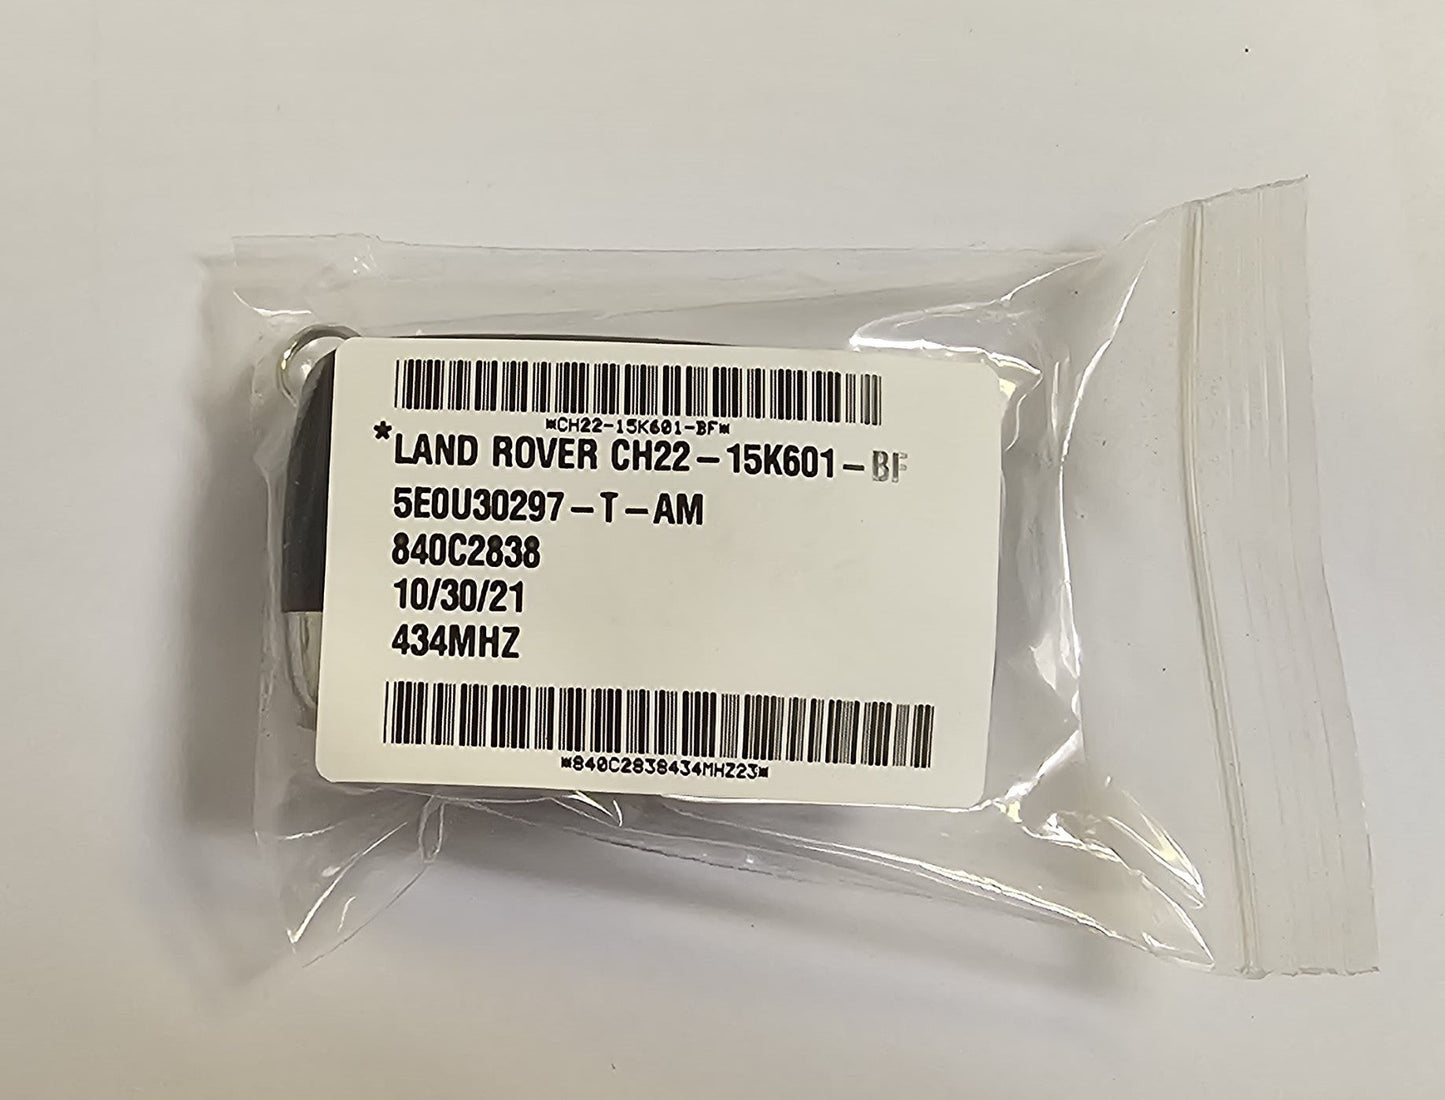 *CH22-15K601-BF*
*LAND ROVER CH22-15K601-BF
5E0U30297-T-AM
840C2838
10/30/21
434MHZ
*840C2838434MHZ23*